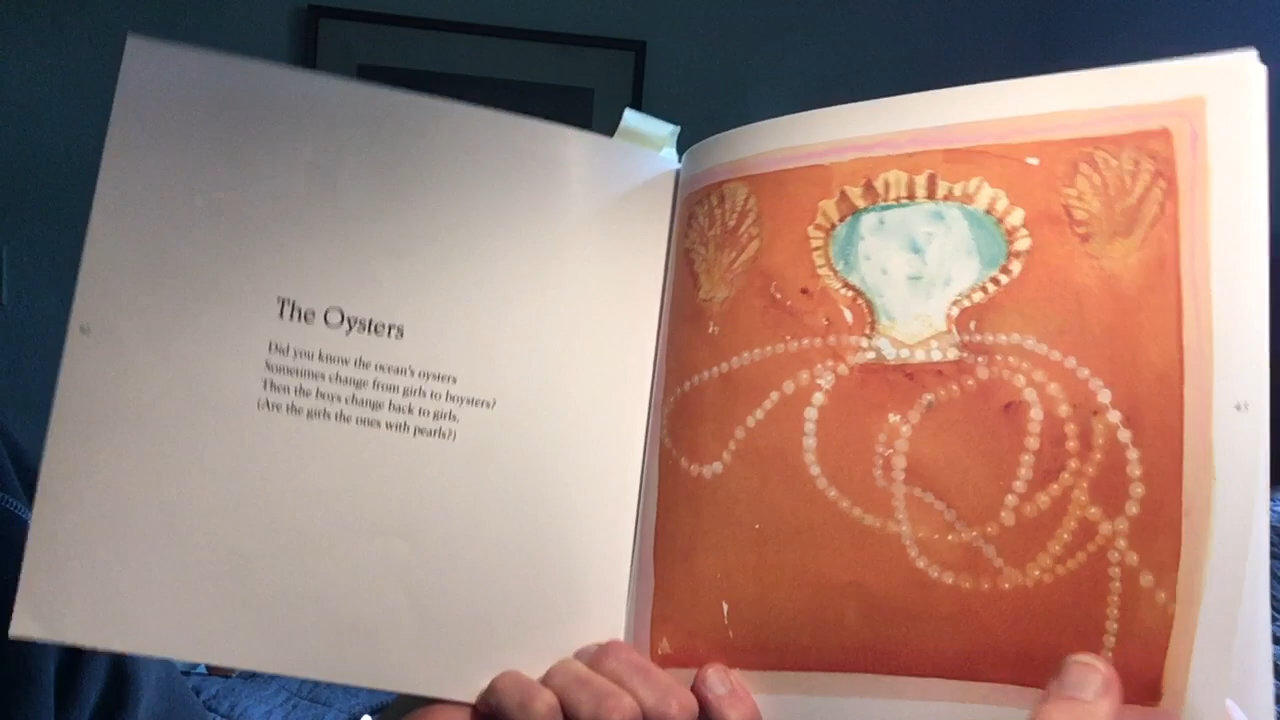 The Oysters
Did you know the ocean's oysters
Sometimes change from girls to boysters?
Then the boys change back to girls.
(Are the girls the ones with pearls?)